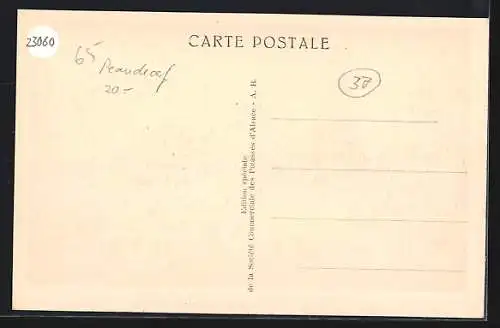 23060
CARTE POSTALE
65
20-
38
Edition spéciale
de la Société Commerciale des Potasses d'Alsace - A. B.